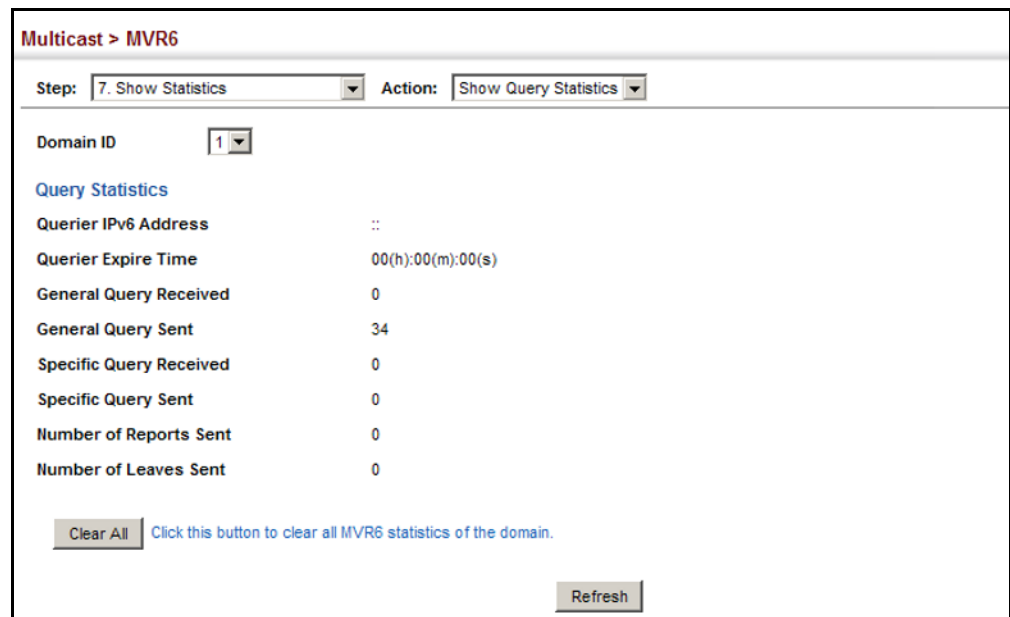 Multicast > MVR6
Step: 7. Show Statistics Action: Show Query Statistics
Domain ID 1
Query Statistics
Querier IPv6 Address ::
Querier Expire Time 00(h):00(m):00(s)
General Query Received 0
General Query Sent 34
Specific Query Received 0
Specific Query Sent 0
Number of Reports Sent 0
Number of Leaves Sent 0
Clear All Click this button to clear all MVR6 statistics of the domain.
Refresh